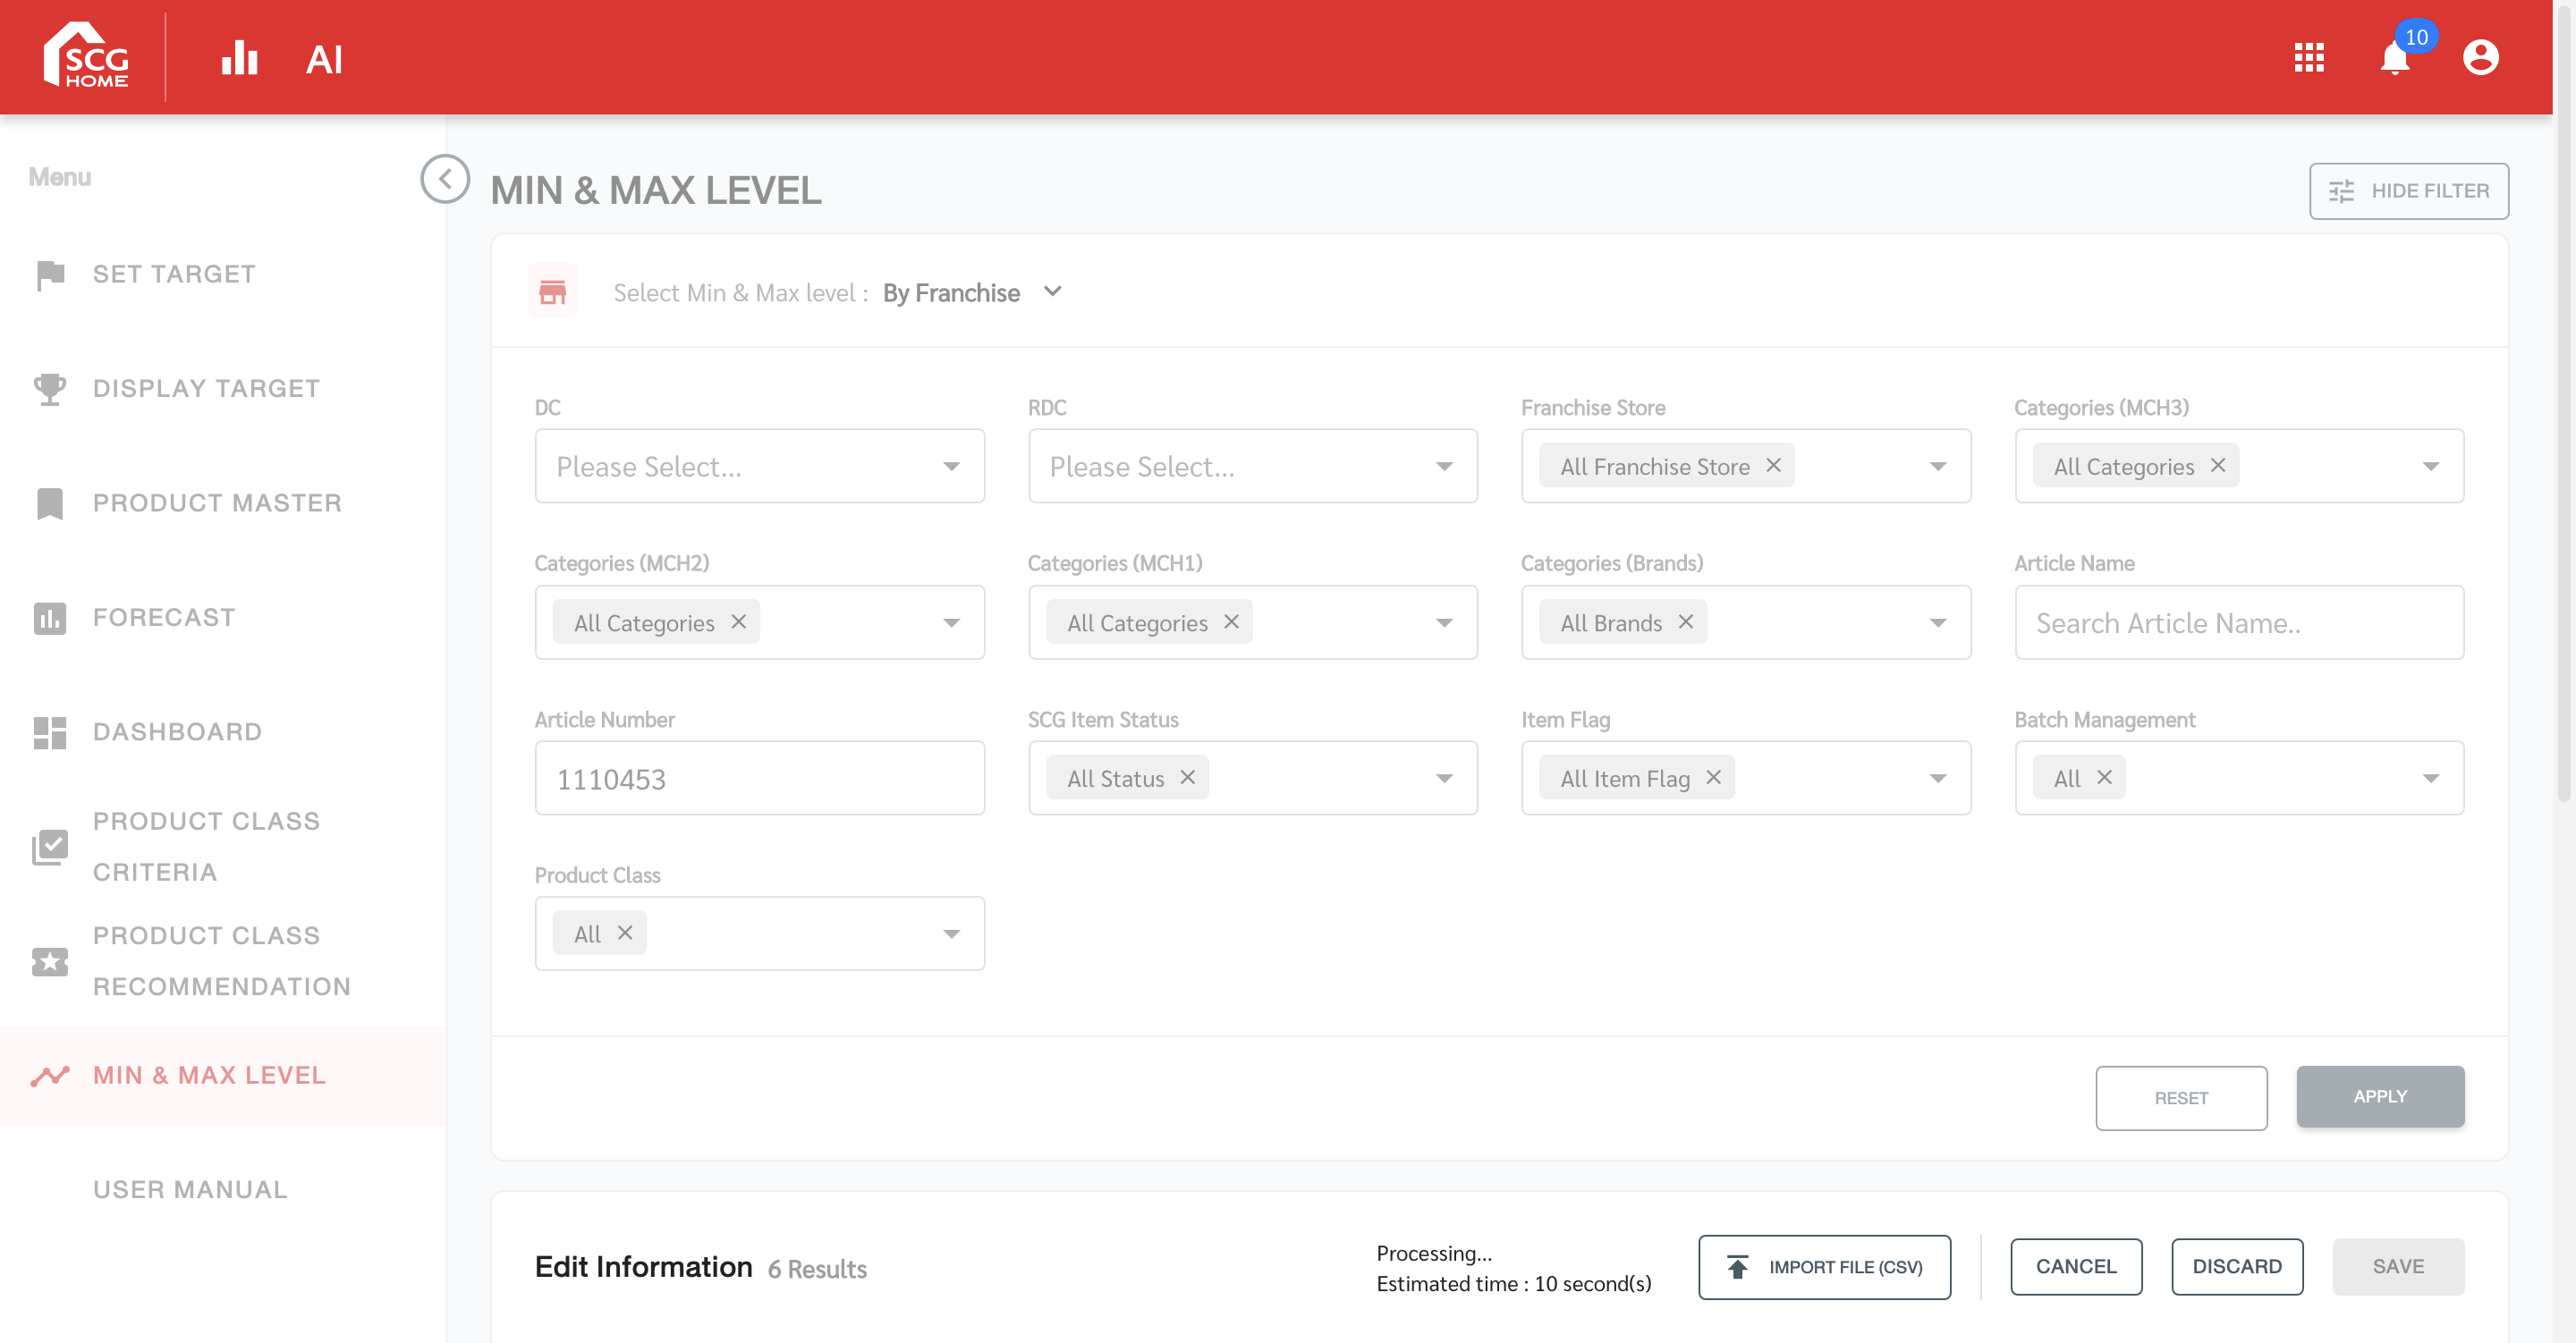 SCG
HOME
AI
10
Menu
SET TARGET
DISPLAY TARGET
PRODUCT MASTER
FORECAST
DASHBOARD
PRODUCT CLASS
CRITERIA
PRODUCT CLASS
RECOMMENDATION
MIN & MAX LEVEL
USER MANUAL
MIN & MAX LEVEL
HIDE FILTER
Select Min & Max level : By Franchise
DC
Please Select...
RDC
Please Select...
Franchise Store
All Franchise Store
Categories (MCH3)
All Categories
Categories (MCH2)
All Categories
Categories (MCH1)
All Categories
Categories (Brands)
All Brands
Article Name
Search Article Name..
Article Number
1110453
SCG Item Status
All Status
Item Flag
All Item Flag
Batch Management
All
Product Class
All
RESET
APPLY
Edit Information 6 Results
Processing...
Estimated time : 10 second(s)
IMPORT FILE (CSV)
CANCEL
DISCARD
SAVE